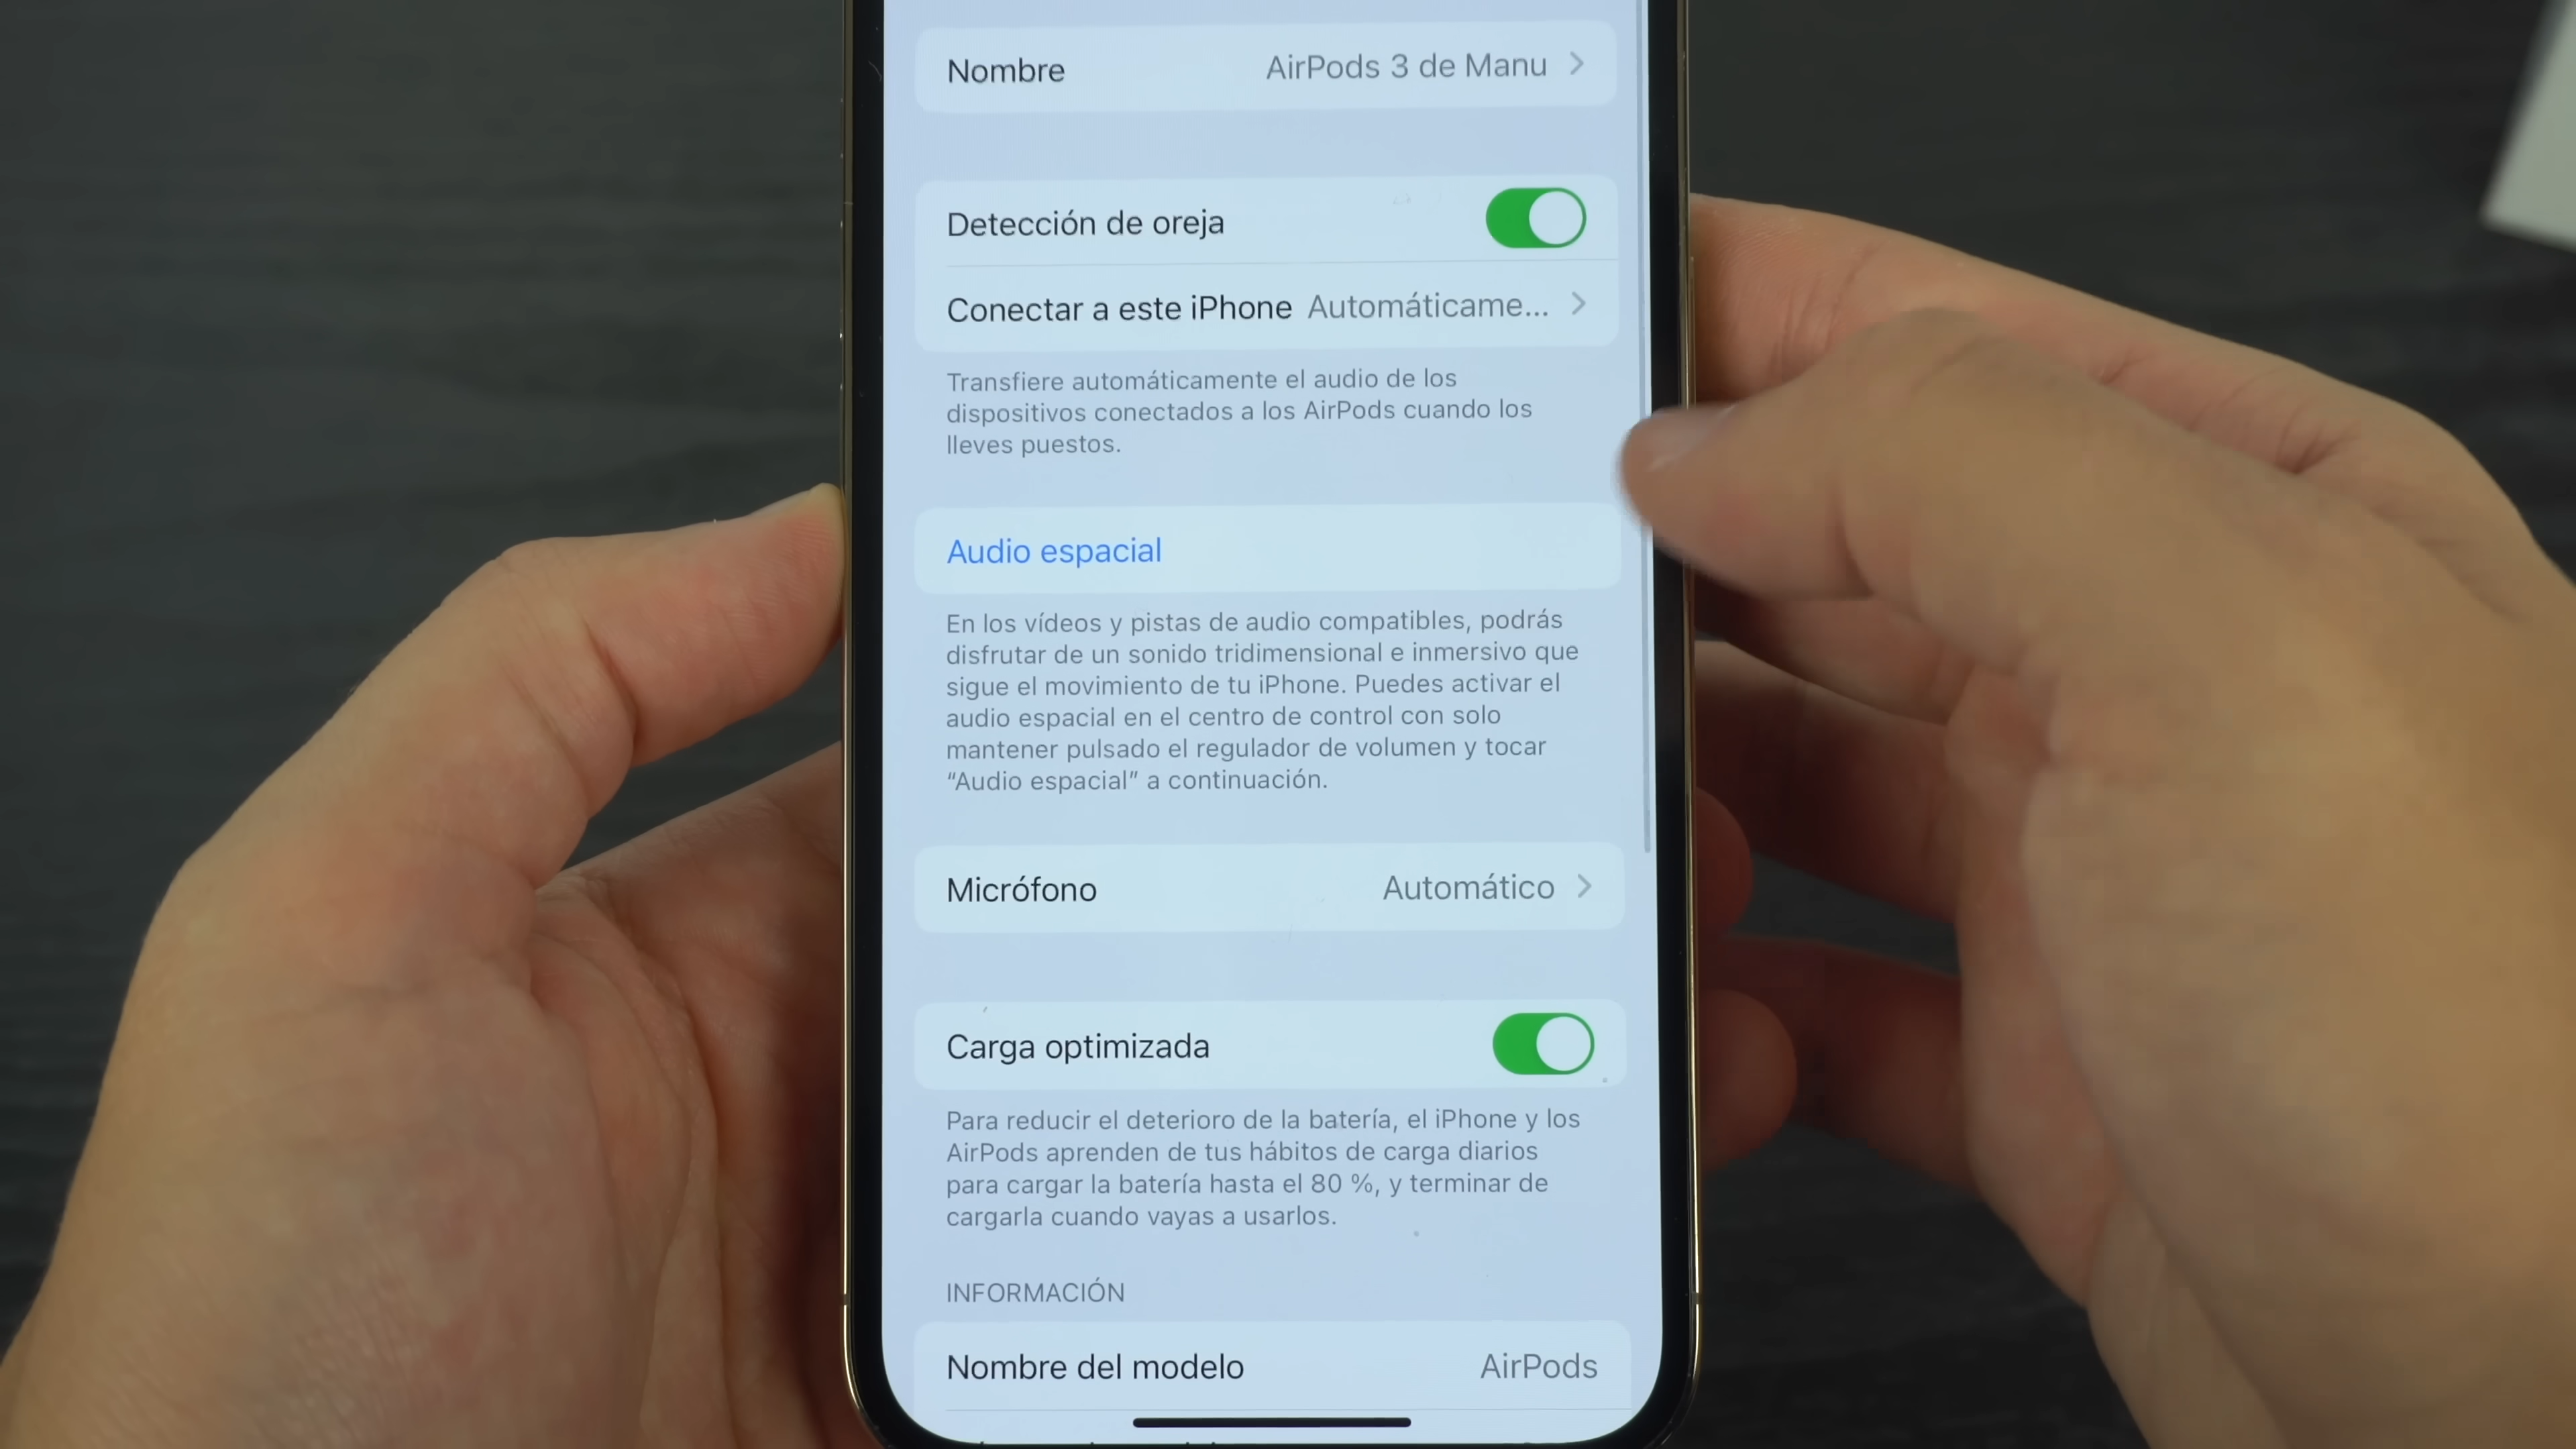 Nombre AirPods 3 de Manu
Detección de oreja
Conectar a este iPhone Automáticame...
Transfiere automáticamente el audio de los
dispositivos conectados a los AirPods cuando los
lleves puestos.
Audio espacial
En los vídeos y pistas de audio compatibles, podrás
disfrutar de un sonido tridimensional e inmersivo que
sigue el movimiento de tu iPhone. Puedes activar el
audio espacial en el centro de control con solo
mantener pulsado el regulador de volumen y tocar
“Audio espacial” a continuación.
Micrófono Automático
Carga optimizada
Para reducir el deterioro de la batería, el iPhone y los
AirPods aprenden de tus hábitos de carga diarios
para cargar la batería hasta el 80 %, y terminar de
cargarla cuando vayas a usarlos.
INFORMACIÓN
Nombre del modelo AirPods